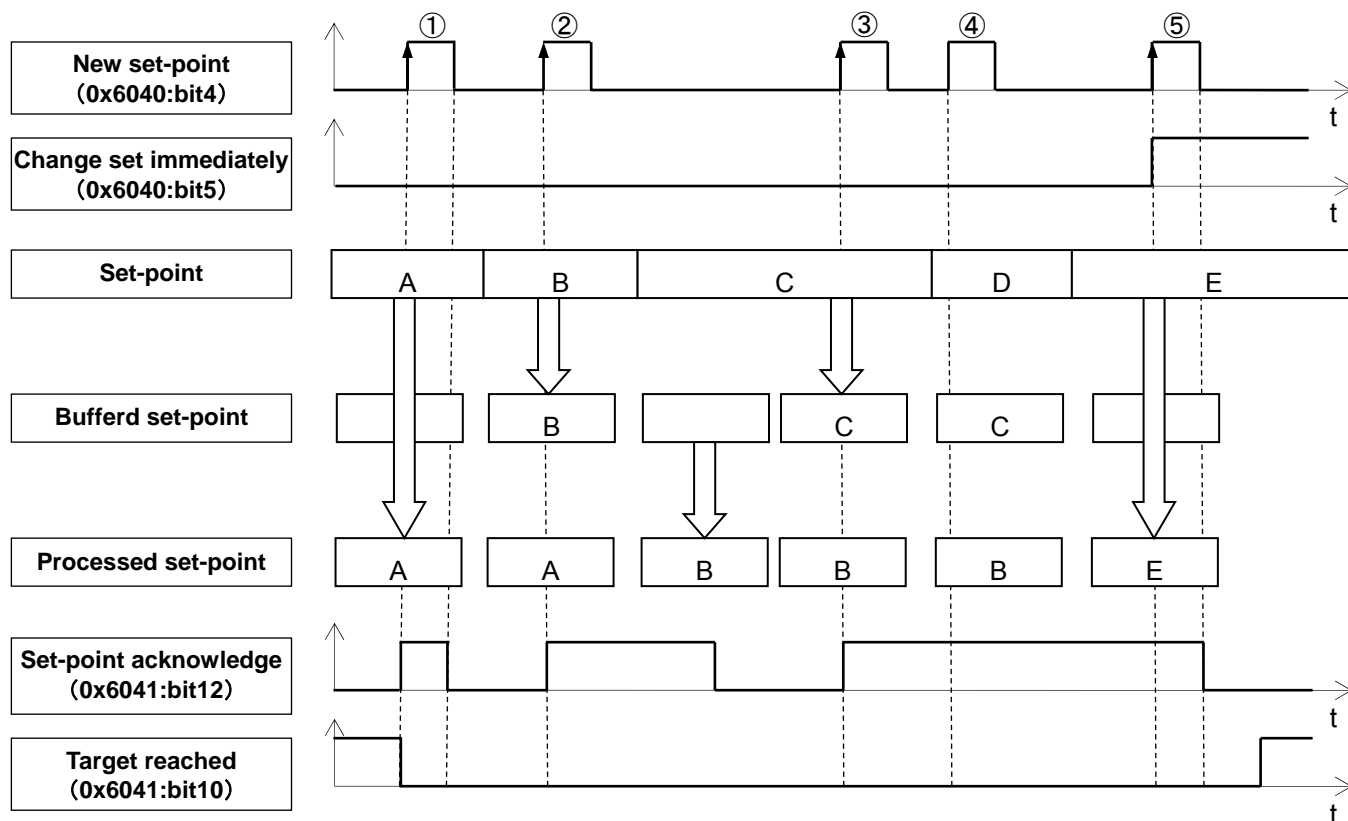 ① ② ③ ④ ⑤
New set-point
（0x6040:bit4）
t
Change set immediately
（0x6040:bit5）
t
Set-point
A B C D E
Bufferd set-point
B C C
Processed set-point
A A B B B E
Set-point acknowledge
（0x6041:bit12）
t
Target reached
（0x6041:bit10）
t